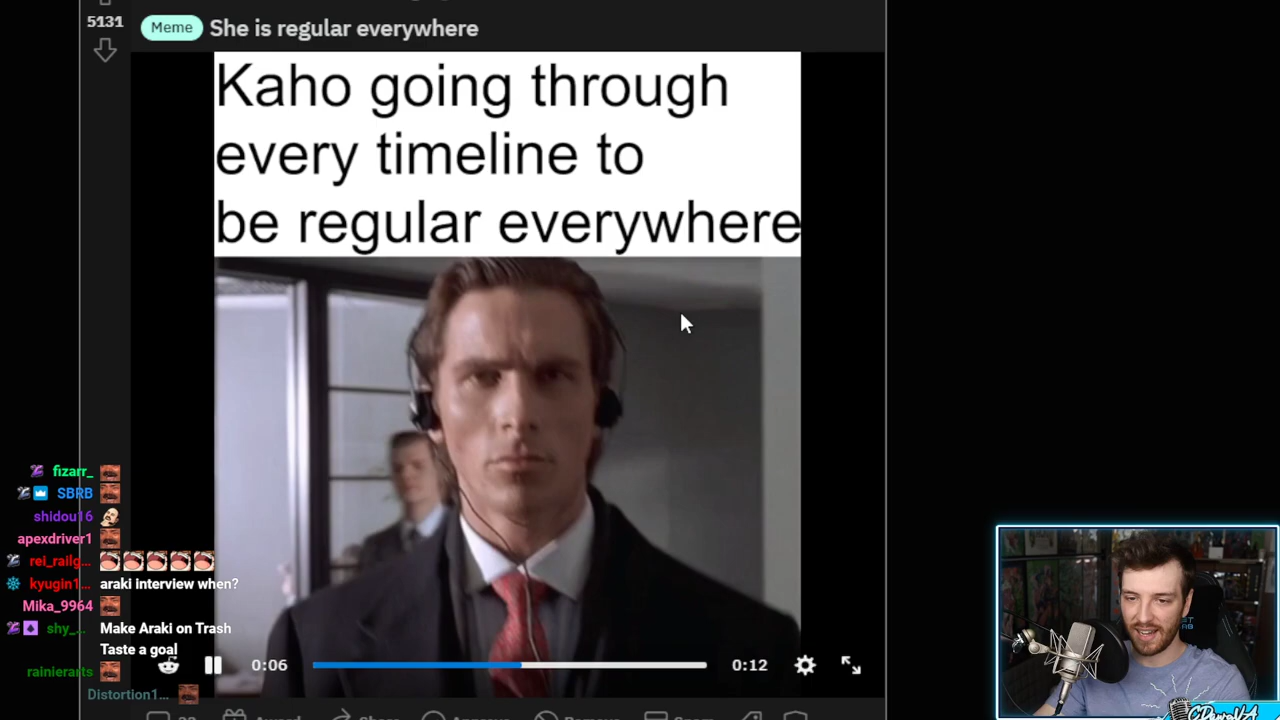 5131
Meme She is regular everywhere
Kaho going through
every timeline to
be regular everywhere
fizarr_
SBRB
shidou16
apexdriver1
rei_railg...
kyugin1... araki interview when?
Mika_9964
shy_... Make Araki on Trash
Taste a goal
rainierarts
Distortion1...
0:06
0:12